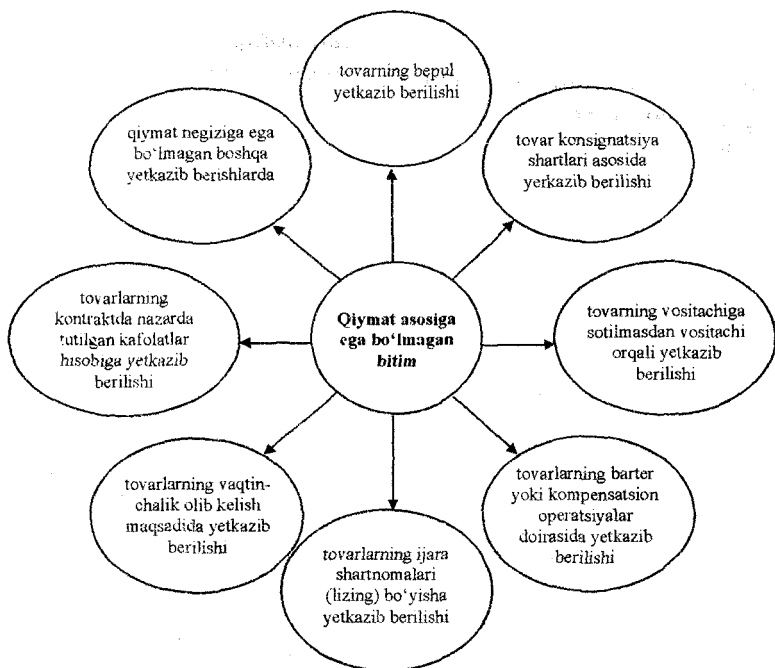 tovarning bepul
yetkazib berilishi
qiymat negiziga ega
bo‘lmagan boshqa
yetkazib berishlarda
tovar konsignatsiya
shartlari asosida
yerkazib berilishi
tovarlarning
kontraktda nazarda
tutilgan kafolatlar
hisobiga yetkazib
berilishi
Qiymat asosiga
ega bo‘lmagan
bitim
tovarning vositachiga
sotilmasdan vositachi
orqali yetkazib
berilishi
tovarlarning vaqtin-
chalik olib kelish
maqsadida yetkazib
berilishi
tovarlarning ijara
shartnomalari
(lizing) bo‘yisha
yetkazib berilishi
tovarlarning barter
yoki kompensatsion
operatsiyalar
doirasida yetkazib
berilishi